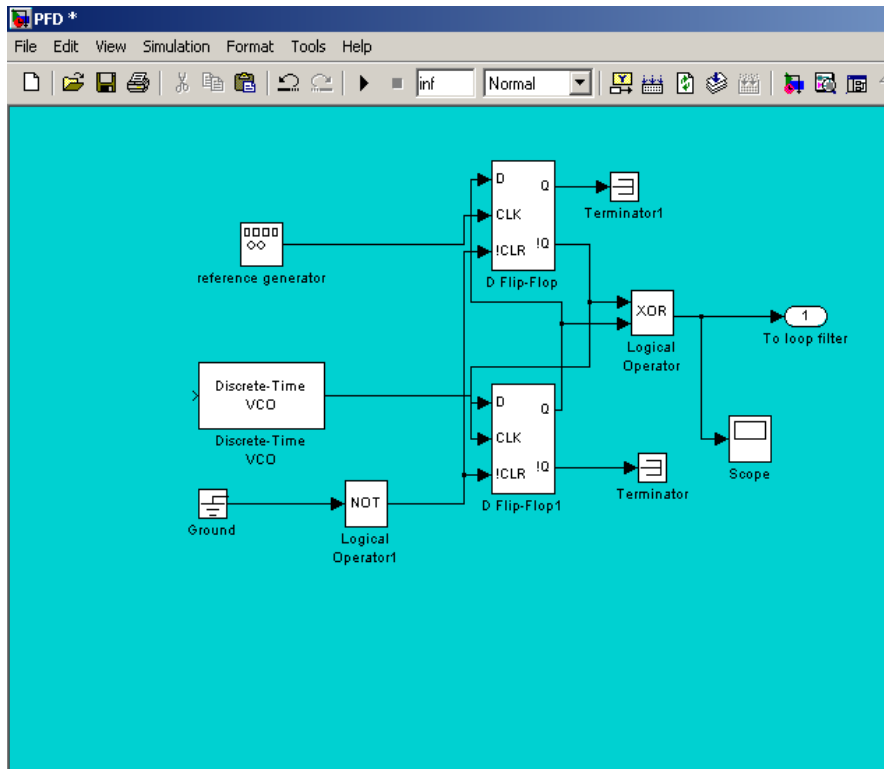 PFD *
File Edit View Simulation Format Tools Help
inf Normal
D Q
CLK
!CLR !Q
D Flip-Flop
Terminator1
reference generator
XOR
Logical
Operator
1
To loop filter
Discrete-Time
VCO
Discrete-Time
VCO
D Q
CLK
!CLR !Q
D Flip-Flop1
Terminator
Scope
Ground
NOT
Logical
Operator1